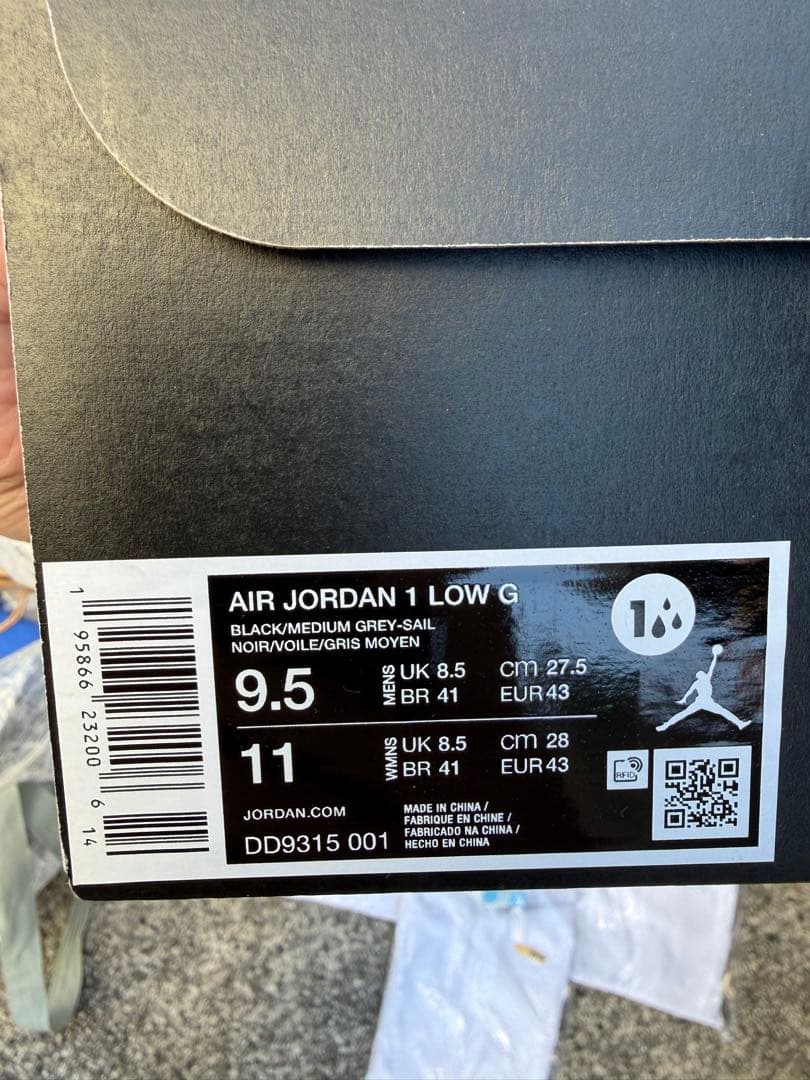 1 95866 23200 6 14
AIR JORDAN 1 LOW G
BLACK/MEDIUM GREY-SAIL
NOIR/VOILE/GRIS MOYEN
9.5 MENS UK 8.5 cm 27.5
BR 41 EUR 43
11 WMNS UK 8.5 cm 28
BR 41 EUR 43
JORDAN.COM
DD9315 001
MADE IN CHINA /
FABRIQUE EN CHINE /
FABRICADO NA CHINA /
HECHO EN CHINA
1
RFID